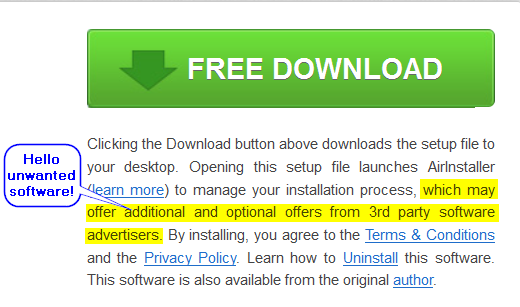 FREE DOWNLOAD
Clicking the Download button above downloads the setup file to
your desktop. Opening this setup file launches AirInstaller
(learn more) to manage your installation process, which may
offer additional and optional offers from 3rd party software
advertisers. By installing, you agree to the Terms & Conditions
and the Privacy Policy. Learn how to Uninstall this software.
This software is also available from the original author.
Hello
unwanted
software!